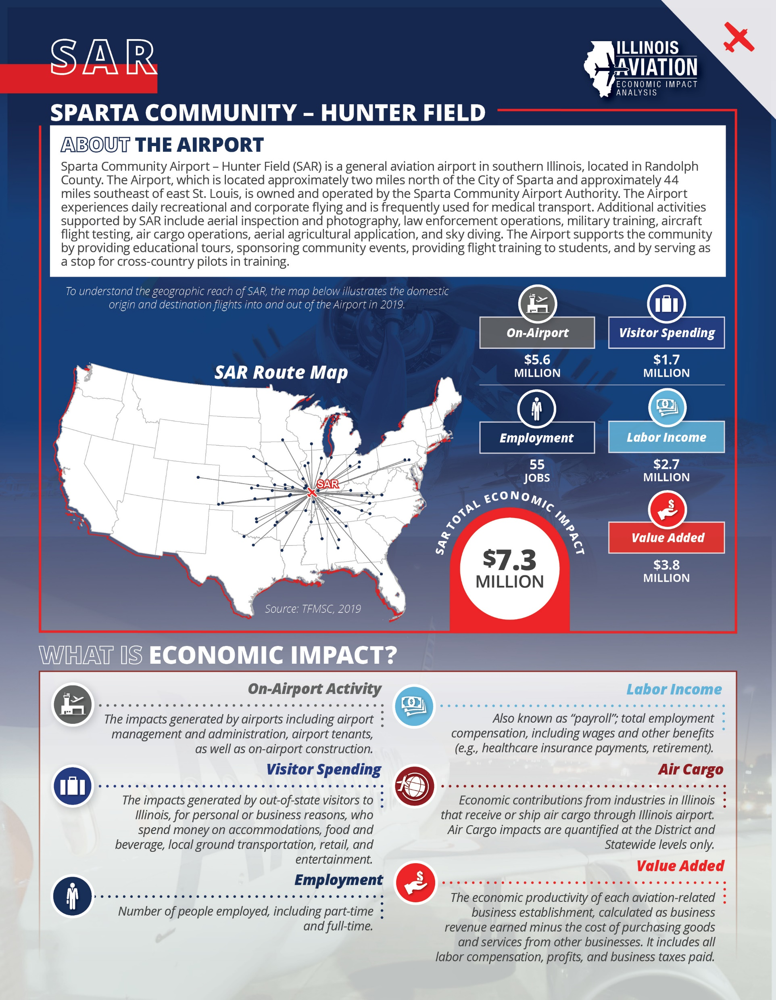 SAR
ILLINOIS
AVIATION
ECONOMIC IMPACT
ANALYSIS
SPARTA COMMUNITY – HUNTER FIELD
ABOUT THE AIRPORT
Sparta Community Airport – Hunter Field (SAR) is a general aviation airport in southern Illinois, located in Randolph
County. The Airport, which is located approximately two miles north of the City of Sparta and approximately 44
miles southeast of east St. Louis, is owned and operated by the Sparta Community Airport Authority. The Airport
experiences daily recreational and corporate flying and is frequently used for medical transport. Additional activities
supported by SAR include aerial inspection and photography, law enforcement operations, military training, aircraft
flight testing, air cargo operations, aerial agricultural application, and sky diving. The Airport supports the community
by providing educational tours, sponsoring community events, providing flight training to students, and by serving as
a stop for cross-country pilots in training.
To understand the geographic reach of SAR, the map below illustrates the domestic
origin and destination flights into and out of the Airport in 2019.
SAR Route Map
SAR
Source: TFMSC, 2019
On-Airport
$5.6
MILLION
Visitor Spending
$1.7
MILLION
Employment
55
JOBS
Labor Income
$2.7
MILLION
SAR TOTAL ECONOMIC IMPACT
$7.3
MILLION
Value Added
$3.8
MILLION
WHAT IS ECONOMIC IMPACT?
On-Airport Activity
The impacts generated by airports including airport
management and administration, airport tenants,
as well as on-airport construction.
Visitor Spending
The impacts generated by out-of-state visitors to
Illinois, for personal or business reasons, who
spend money on accommodations, food and
beverage, local ground transportation, retail, and
entertainment.
Employment
Number of people employed, including part-time
and full-time.
Labor Income
Also known as “payroll”; total employment
compensation, including wages and other benefits
(e.g., healthcare insurance payments, retirement).
Air Cargo
Economic contributions from industries in Illinois
that receive or ship air cargo through Illinois airport.
Air Cargo impacts are quantified at the District and
Statewide levels only.
Value Added
The economic productivity of each aviation-related
business establishment, calculated as business
revenue earned minus the cost of purchasing goods
and services from other businesses. It includes all
labor compensation, profits, and business taxes paid.